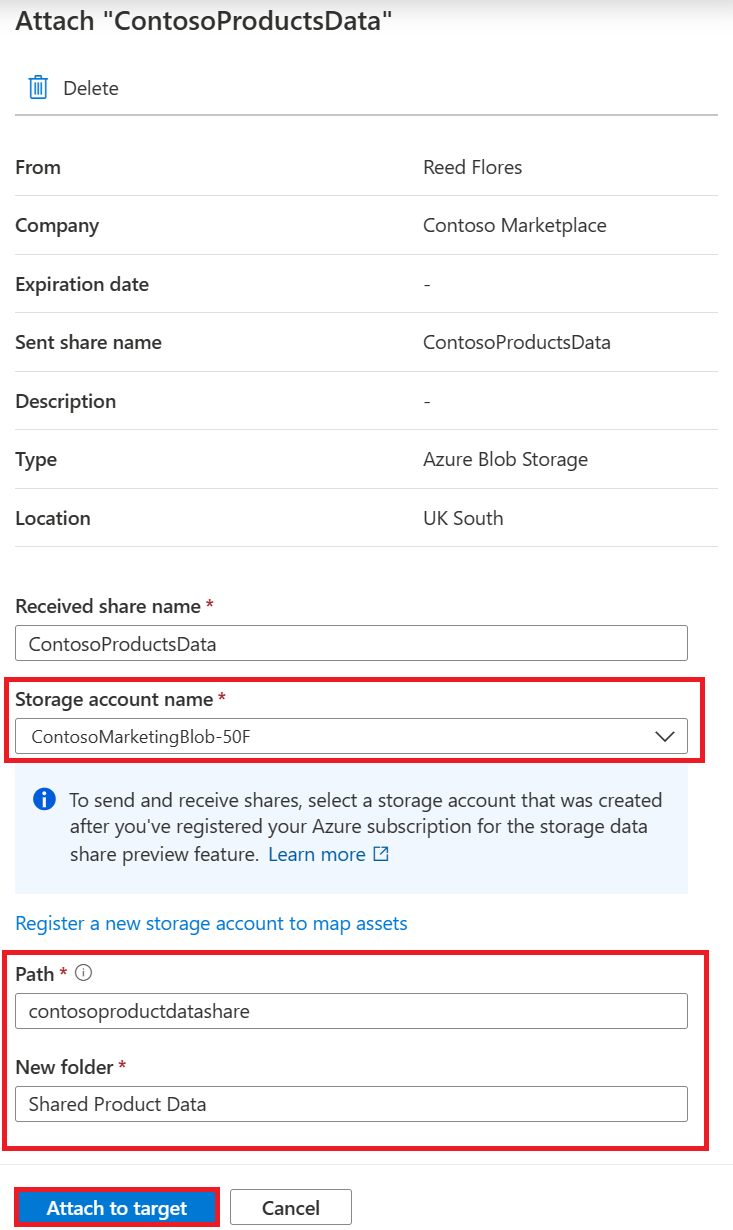 Attach "ContosoProductsData"
Delete
From Reed Flores
Company Contoso Marketplace
Expiration date -
Sent share name ContosoProductsData
Description -
Type Azure Blob Storage
Location UK South
Received share name *
ContosoProductsData
Storage account name *
ContosoMarketingBlob-50F
To send and receive shares, select a storage account that was created
after you've registered your Azure subscription for the storage data
share preview feature. Learn more
Register a new storage account to map assets
Path *
contosoproductdatashare
New folder *
Shared Product Data
Attach to target Cancel